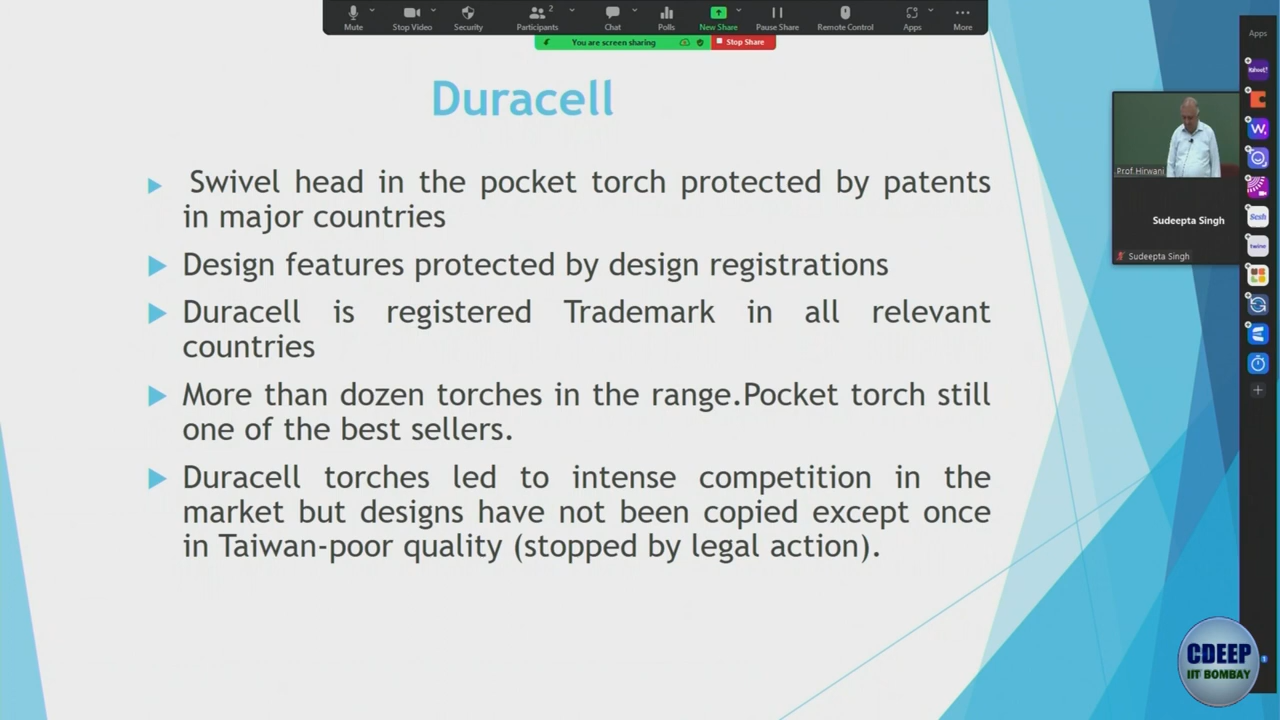 Mute
Stop Video
Security
Participants
2
Chat
Polls
New Share
Pause Share
Remote Control
Apps
More
You are screen sharing
Stop Share
Apps
Duracell
Swivel head in the pocket torch protected by patents
in major countries
Design features protected by design registrations
Duracell is registered Trademark in all relevant
countries
More than dozen torches in the range.Pocket torch still
one of the best sellers.
Duracell torches led to intense competition in the
market but designs have not been copied except once
in Taiwan-poor quality (stopped by legal action).
Prof Hirwani
Sudeepta Singh
Sudeepta Singh
CDEEP
IIT BOMBAY